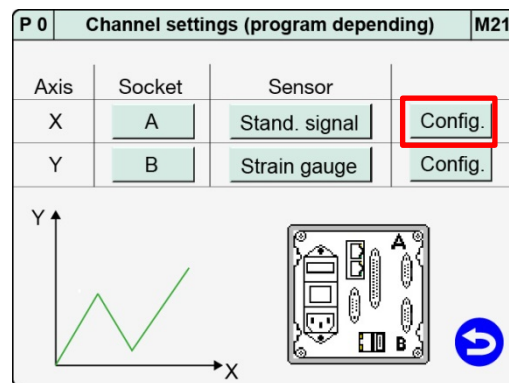 P 0 Channel settings (program depending) M21
Axis Socket Sensor
X A Stand. signal Config.
Y B Strain gauge Config.
Y
A
B
X